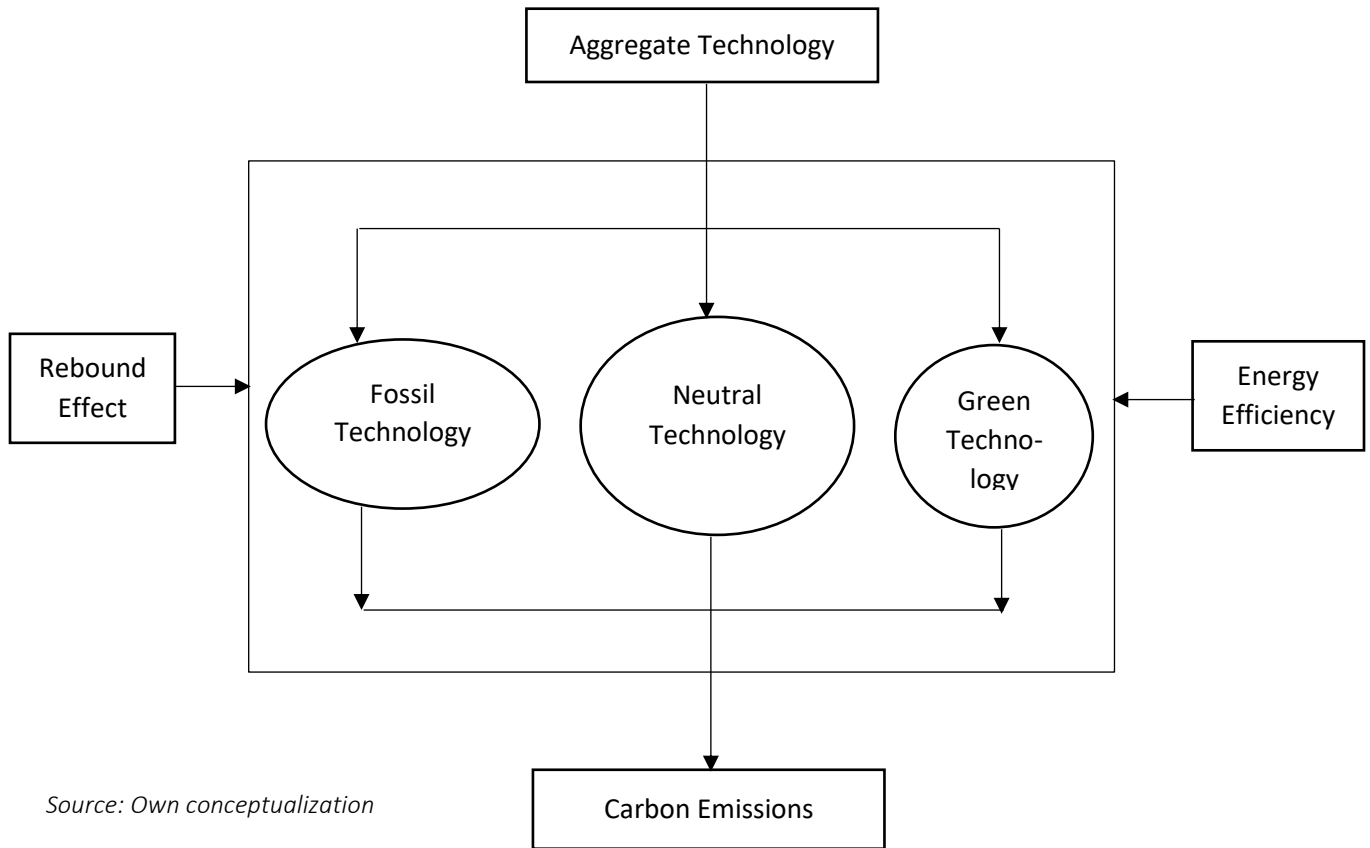 Aggregate Technology
Rebound
Effect
Fossil
Technology
Neutral
Technology
Green
Techno-
logy
Energy
Efficiency
Source: Own conceptualization
Carbon Emissions